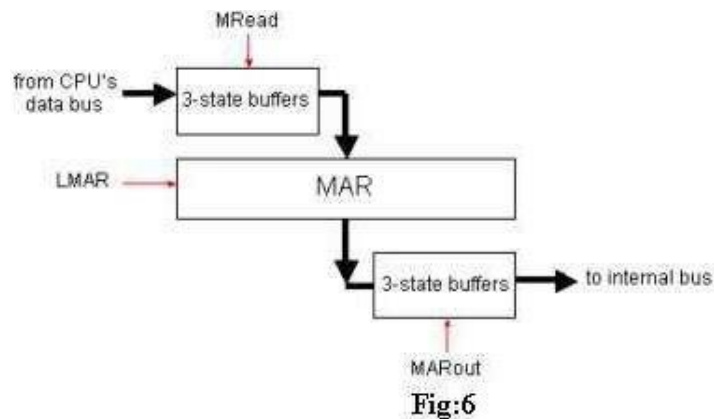 MRead
from CPU's
data bus
3-state buffers
LMAR
MAR
3-state buffers
to internal bus
MARout
Fig:6